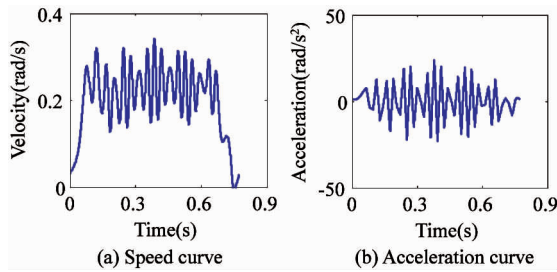 0.4
0.2
0
0 0.3 0.6 0.9
Velocity(rad/s)
Time(s)
(a) Speed curve
50
0
-50
0 0.3 0.6 0.9
Acceleration(rad/s²)
Time(s)
(b) Acceleration curve